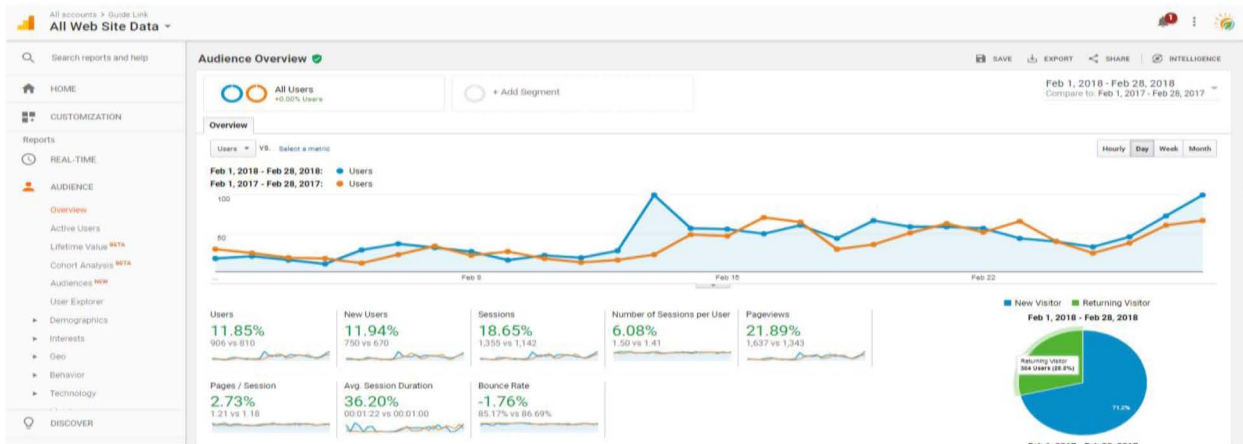 All accounts > Guide Link
All Web Site Data
1
Search reports and help
HOME
CUSTOMIZATION
Reports
REAL-TIME
AUDIENCE
Overview
Active Users
Lifetime Value BETA
Cohort Analysis BETA
Audiences NEW
User Explorer
Demographics
Interests
Geo
Behavior
Technology
DISCOVER
Audience Overview
SAVE
EXPORT
SHARE
INTELLIGENCE
All Users
+0.00% Users
+ Add Segment
Feb 1, 2018 - Feb 28, 2018
Compare to: Feb 1, 2017 - Feb 28, 2017
Overview
Users VS. Select a metric
Hourly Day Week Month
Feb 1, 2018 - Feb 28, 2018: Users
Feb 1, 2017 - Feb 28, 2017: Users
100
50
... Feb 8 Feb 15 Feb 22
Users
11.85%
906 vs 810
New Users
11.94%
750 vs 670
Sessions
18.65%
1,355 vs 1,142
Number of Sessions per User
6.08%
1.50 vs 1.41
Pageviews
21.89%
1,637 vs 1,343
Pages / Session
2.73%
1.21 vs 1.18
Avg. Session Duration
36.20%
00:01:22 vs 00:01:00
Bounce Rate
-1.76%
85.17% vs 86.69%
New Visitor Returning Visitor
Feb 1, 2018 - Feb 28, 2018
Returning Visitor
71.2%